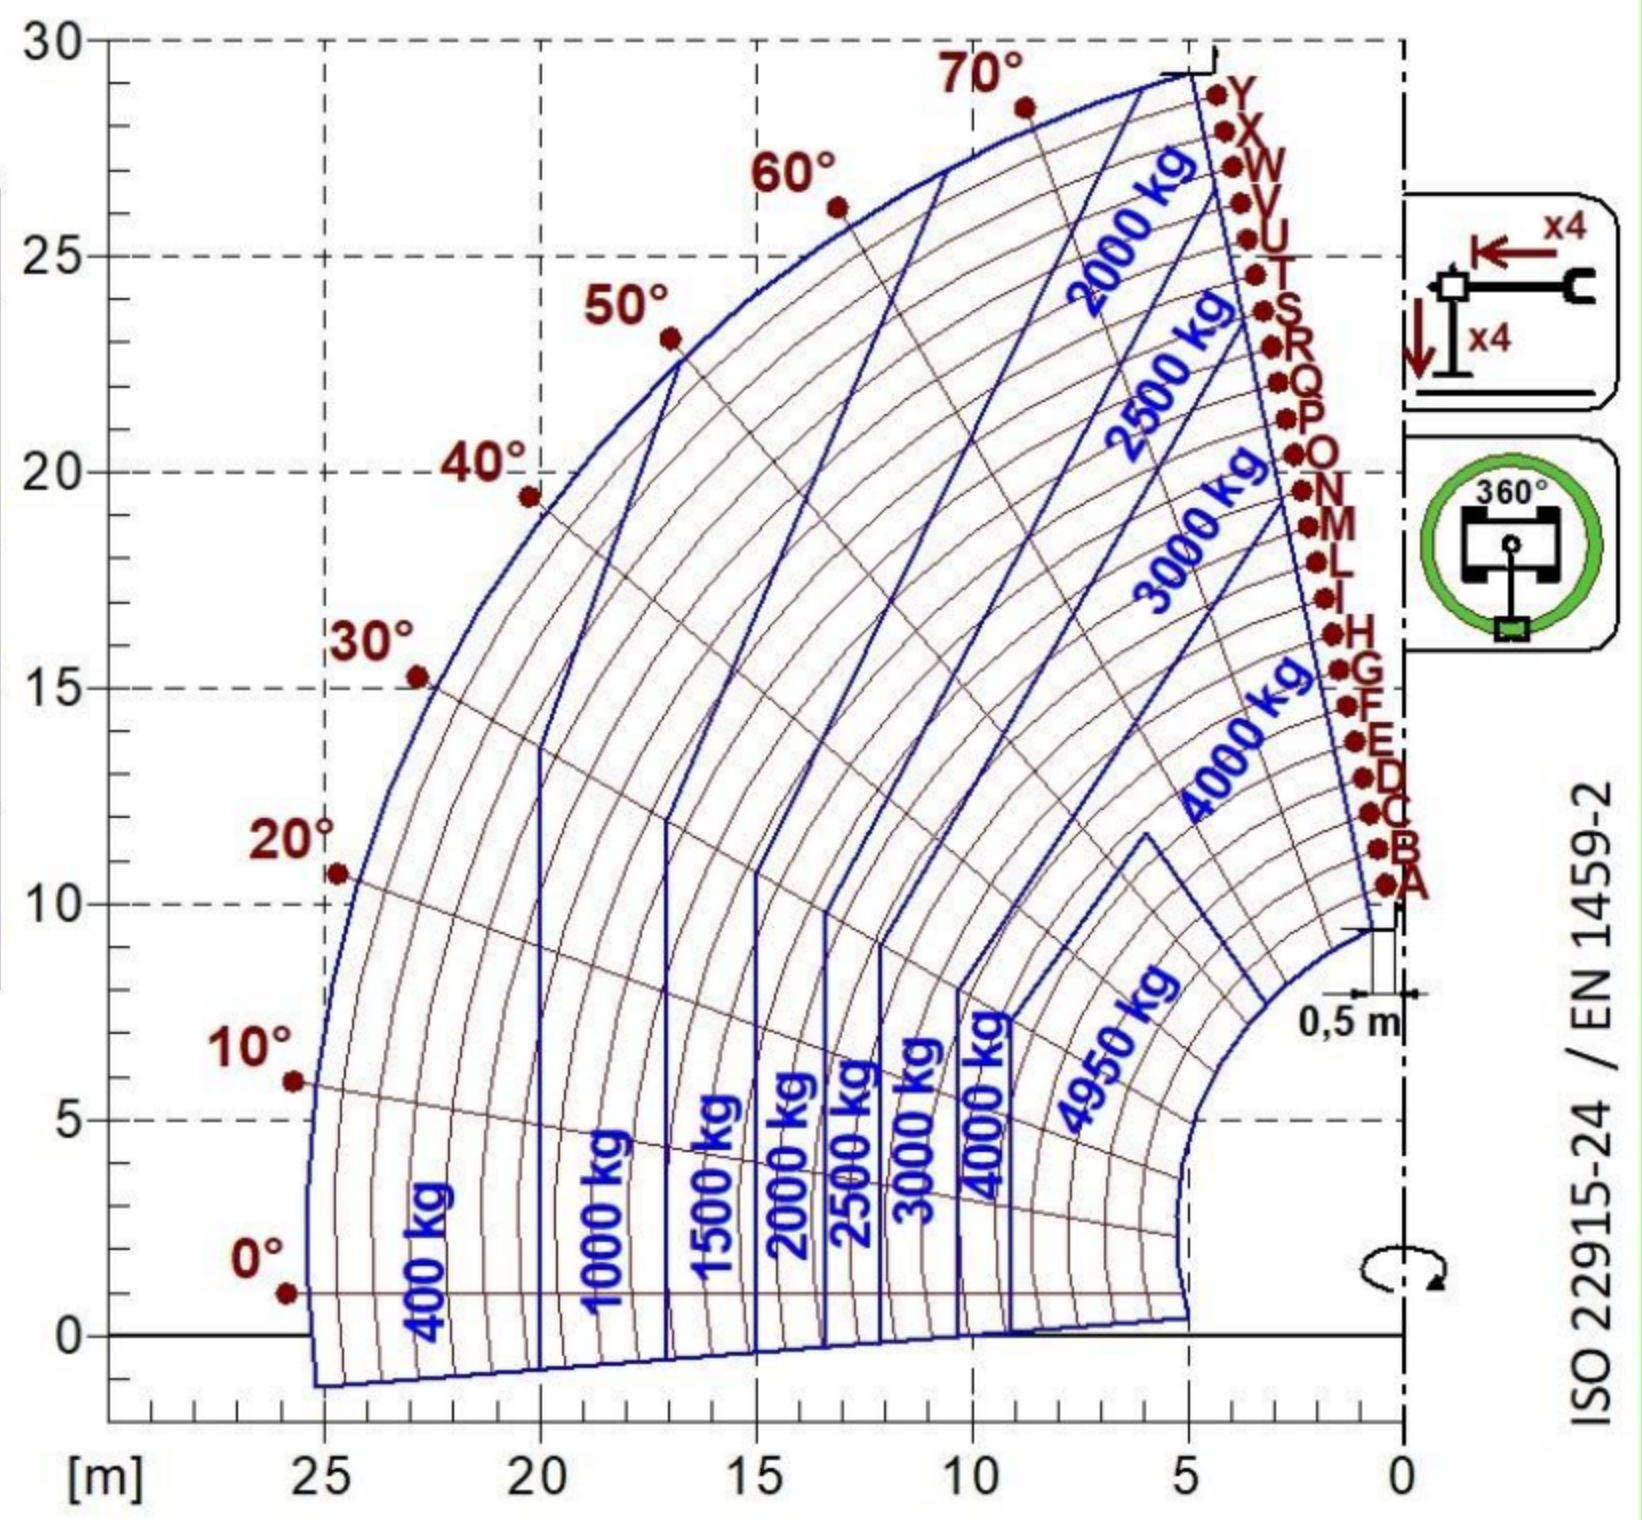 30
25
20
15
10
5
0
[m]
25
20
15
10
5
0
70°
60°
50°
40°
30°
20°
10°
0°
Y
X
W
V
U
T
S
R
Q
P
O
N
M
L
I
H
G
F
E
D
C
B
A
2000 kg
2500 kg
3000 kg
4000 kg
4950 kg
400 kg
1000 kg
1500 kg
2000 kg
2500 kg
3000 kg
4000 kg
0,5 m
x4
x4
360°
ISO 22915-24 / EN 1459-2